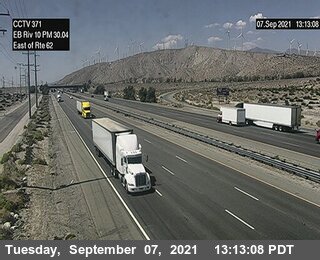 CCTV 371
EB Riv 10 PM 30.04
East of Rte 62
07.Sep 2021 13:13:08
Tuesday, September 07, 2021 13:13:08 PDT